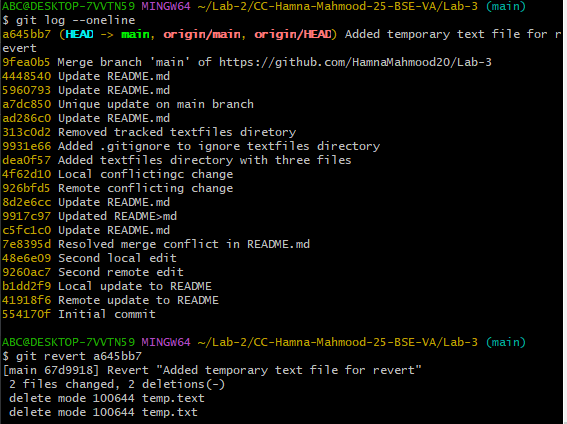 ABC@DESKTOP-7VVTN59 MINGW64 ~/Lab-2/CC-Hamna-Mahmood-25-BSE-VA/Lab-3 (main)
$ git log --oneline
a645bb7 (HEAD -> main, origin/main, origin/HEAD) Added temporary text file for r
evert
9fea0b5 Merge branch 'main' of https://github.com/HamnaMahmood20/Lab-3
4448540 Update README.md
5960793 Update README.md
a7dc850 Unique update on main branch
ad286c0 Update README.md
313c0d2 Removed tracked textfiles diretory
9931e66 Added .gitignore to ignore textfiles directory
dea0f57 Added textfiles directory with three files
4f62d10 Local conflictingc change
926bfd5 Remote conflicting change
8d2e6cc Update README.md
9917c97 Updated README>md
c5fc1c0 Update README.md
7e8395d Resolved merge conflict in README.md
48e6e09 Second local edit
9260ac7 Second remote edit
b1dd2f9 Local update to README
41918f6 Remote update to README
554170f Initial commit
ABC@DESKTOP-7VVTN59 MINGW64 ~/Lab-2/CC-Hamna-Mahmood-25-BSE-VA/Lab-3 (main)
$ git revert a645bb7
[main 67d9918] Revert "Added temporary text file for revert"
 2 files changed, 2 deletions(-)
 delete mode 100644 temp.text
 delete mode 100644 temp.txt